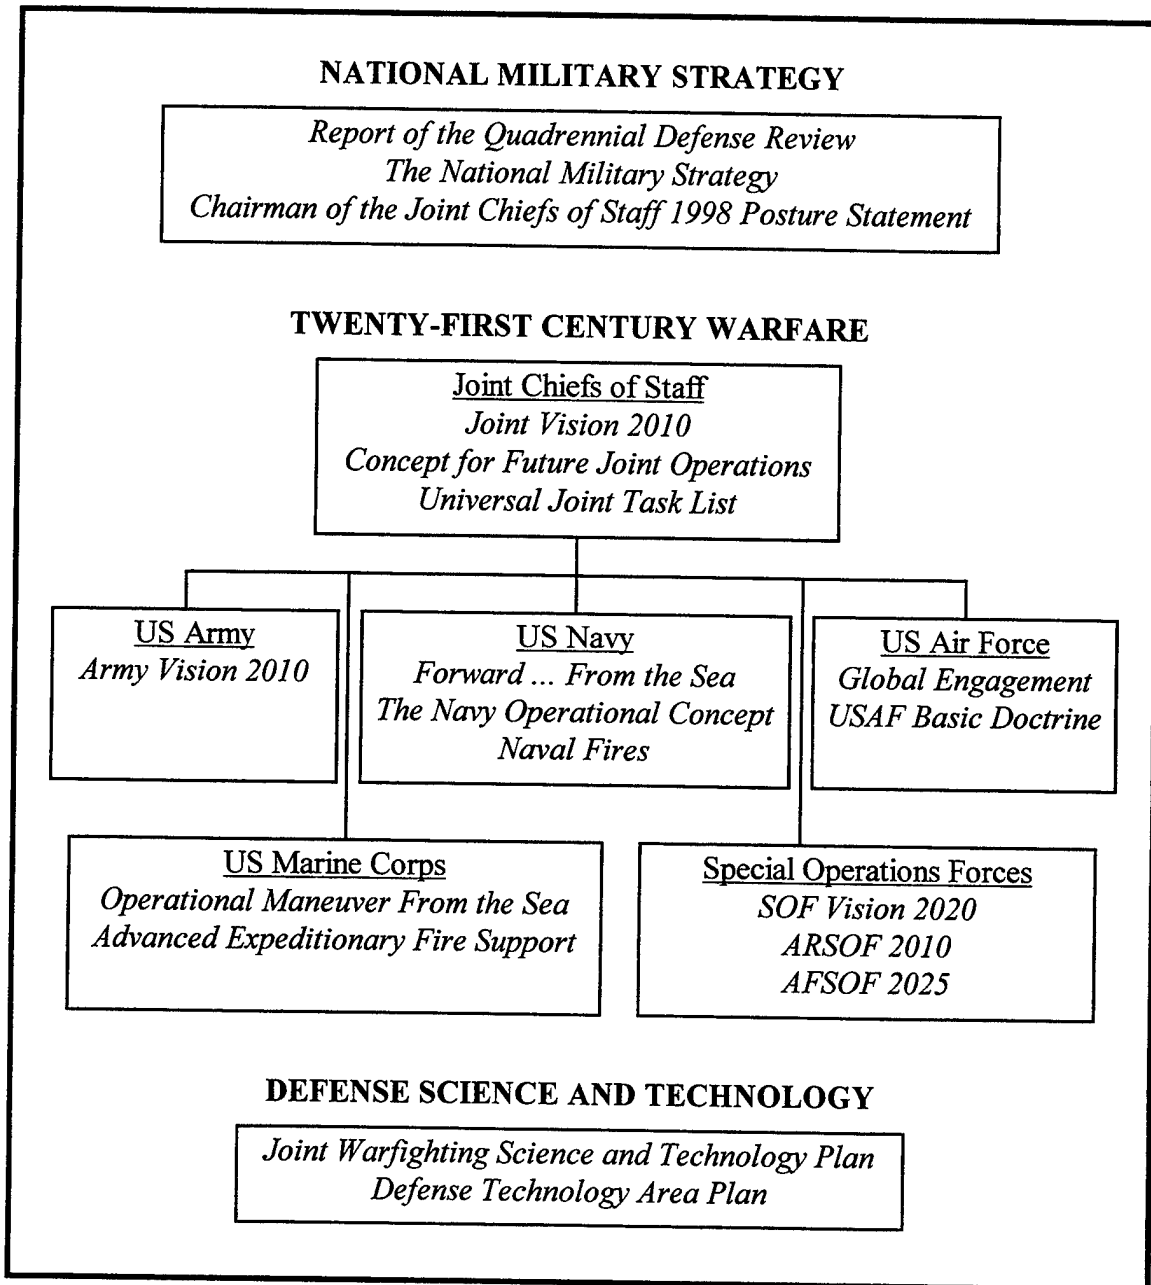 NATIONAL MILITARY STRATEGY
Report of the Quadrennial Defense Review
The National Military Strategy
Chairman of the Joint Chiefs of Staff 1998 Posture Statement
TWENTY-FIRST CENTURY WARFARE
Joint Chiefs of Staff
Joint Vision 2010
Concept for Future Joint Operations
Universal Joint Task List
US Army
Army Vision 2010
US Navy
Forward ... From the Sea
The Navy Operational Concept
Naval Fires
US Air Force
Global Engagement
USAF Basic Doctrine
US Marine Corps
Operational Maneuver From the Sea
Advanced Expeditionary Fire Support
Special Operations Forces
SOF Vision 2020
ARSOF 2010
AFSOF 2025
DEFENSE SCIENCE AND TECHNOLOGY
Joint Warfighting Science and Technology Plan
Defense Technology Area Plan